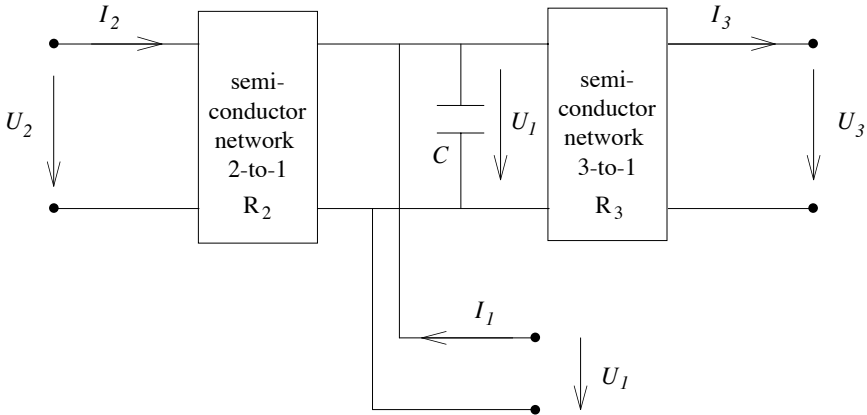 I2
I3
semi-
conductor
network
2-to-1
R2
semi-
conductor
network
3-to-1
R3
U2
U1
U3
C
I1
U1